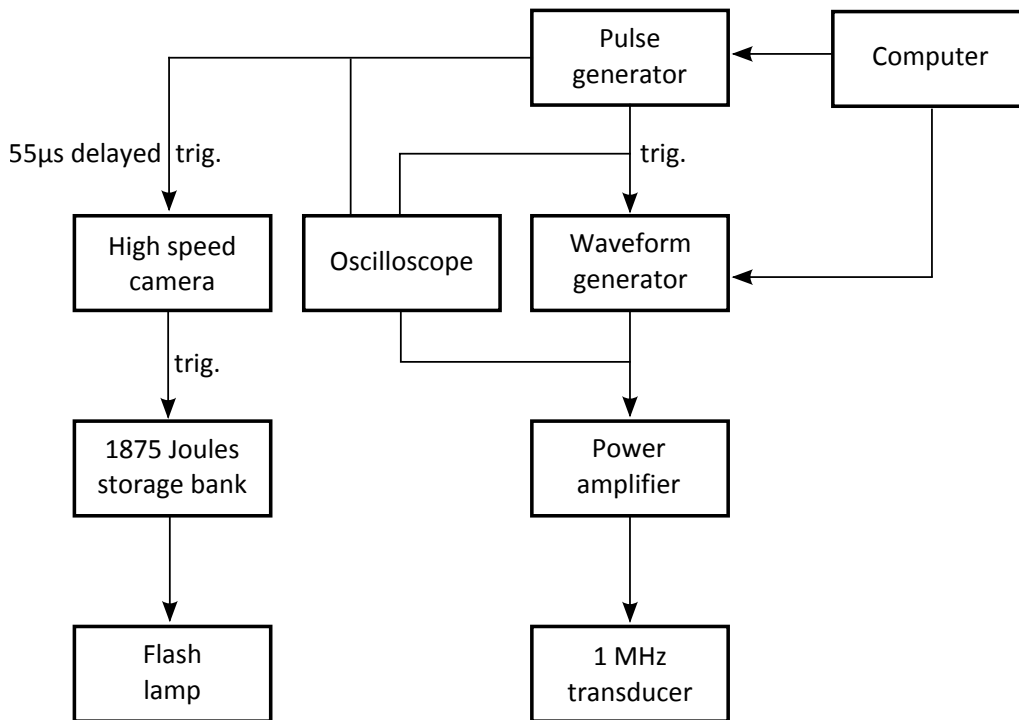 Pulse
generator
Computer
55µs delayed trig.
trig.
High speed
camera
Oscilloscope
Waveform
generator
trig.
1875 Joules
storage bank
Power
amplifier
Flash
lamp
1 MHz
transducer